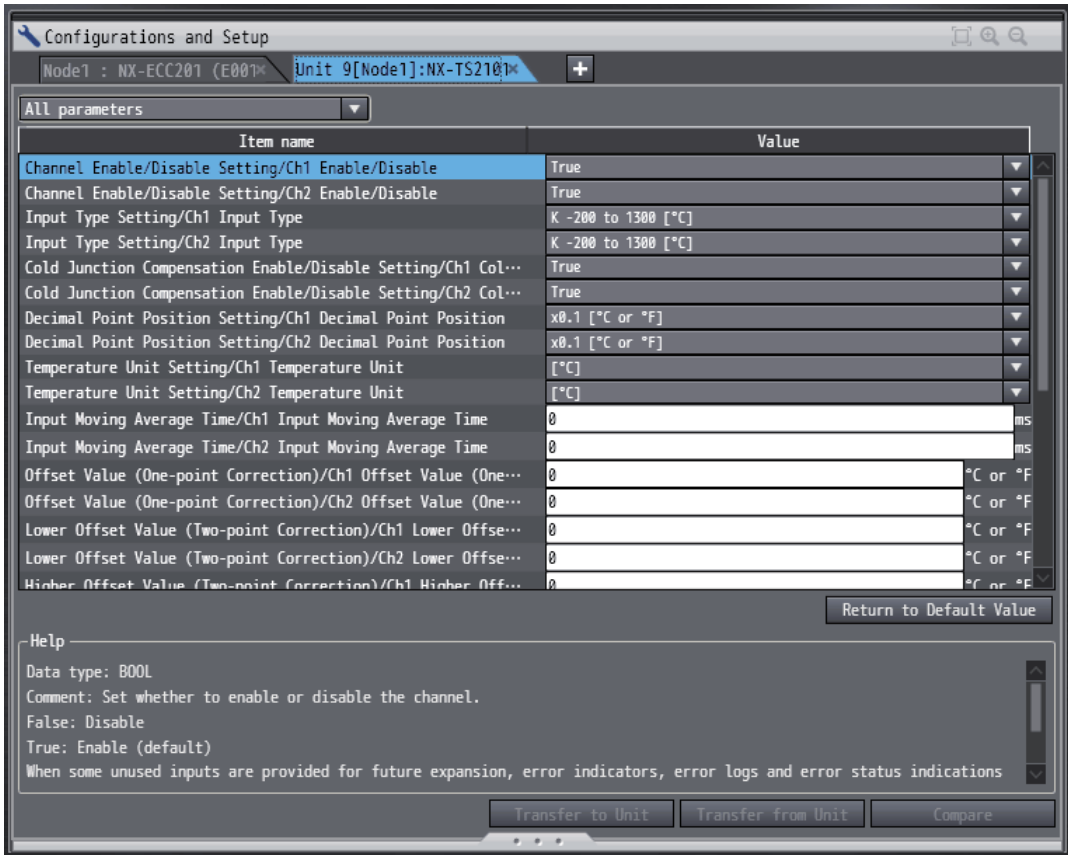 Configurations and Setup
Node1 : NX-ECC201 (E001 Unit 9[Node1]:NX-TS2101
All parameters
Item name Value
Channel Enable/Disable Setting/Ch1 Enable/Disable True
Channel Enable/Disable Setting/Ch2 Enable/Disable True
Input Type Setting/Ch1 Input Type K -200 to 1300 [°C]
Input Type Setting/Ch2 Input Type K -200 to 1300 [°C]
Cold Junction Compensation Enable/Disable Setting/Ch1 Col⋯ True
Cold Junction Compensation Enable/Disable Setting/Ch2 Col⋯ True
Decimal Point Position Setting/Ch1 Decimal Point Position x0.1 [°C or °F]
Decimal Point Position Setting/Ch2 Decimal Point Position x0.1 [°C or °F]
Temperature Unit Setting/Ch1 Temperature Unit [°C]
Temperature Unit Setting/Ch2 Temperature Unit [°C]
Input Moving Average Time/Ch1 Input Moving Average Time 0 ms
Input Moving Average Time/Ch2 Input Moving Average Time 0 ms
Offset Value (One-point Correction)/Ch1 Offset Value (One⋯ 0 °C or °F
Offset Value (One-point Correction)/Ch2 Offset Value (One⋯ 0 °C or °F
Lower Offset Value (Two-point Correction)/Ch1 Lower Offse⋯ 0 °C or °F
Lower Offset Value (Two-point Correction)/Ch2 Lower Offse⋯ 0 °C or °F
Higher Offset Value (Two-point Correction)/Ch1 Higher Off⋯ 0 °C or °F
Return to Default Value
Help
Data type: BOOL
Comment: Set whether to enable or disable the channel.
False: Disable
True: Enable (default)
When some unused inputs are provided for future expansion, error indicators, error logs and error status indications
Transfer to Unit Transfer from Unit Compare